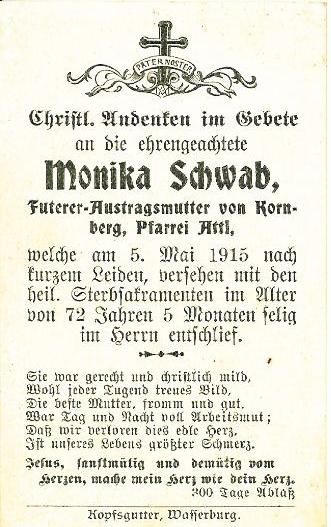 PATER NOSTER
Christl. Andenken im Gebete
an die ehrengeachtete
Monika Schwab,
Futerer-Austragsmutter von Korn-
berg, Pfarrei Attl,
welche am 5. Mai 1915 nach
kurzem Leiden, versehen mit den
heil. Sterbsakramenten im Alter
von 72 Jahren 5 Monaten selig
im Herrn entschlief.
Sie war gerecht und christlich mild,
Wohl jeder Tugend treues Bild,
Die beste Mutter, fromm und gut,
War Tag und Nacht voll Arbeitsmut;
Daß wir verloren dies edle Herz,
Ist unseres Lebens größter Schmerz.
Jesus, sanftmütig und demütig vom
Herzen, mache mein Herz wie dein Herz.
300 Tage Ablaß
Kopfsgutter, Wasserburg.